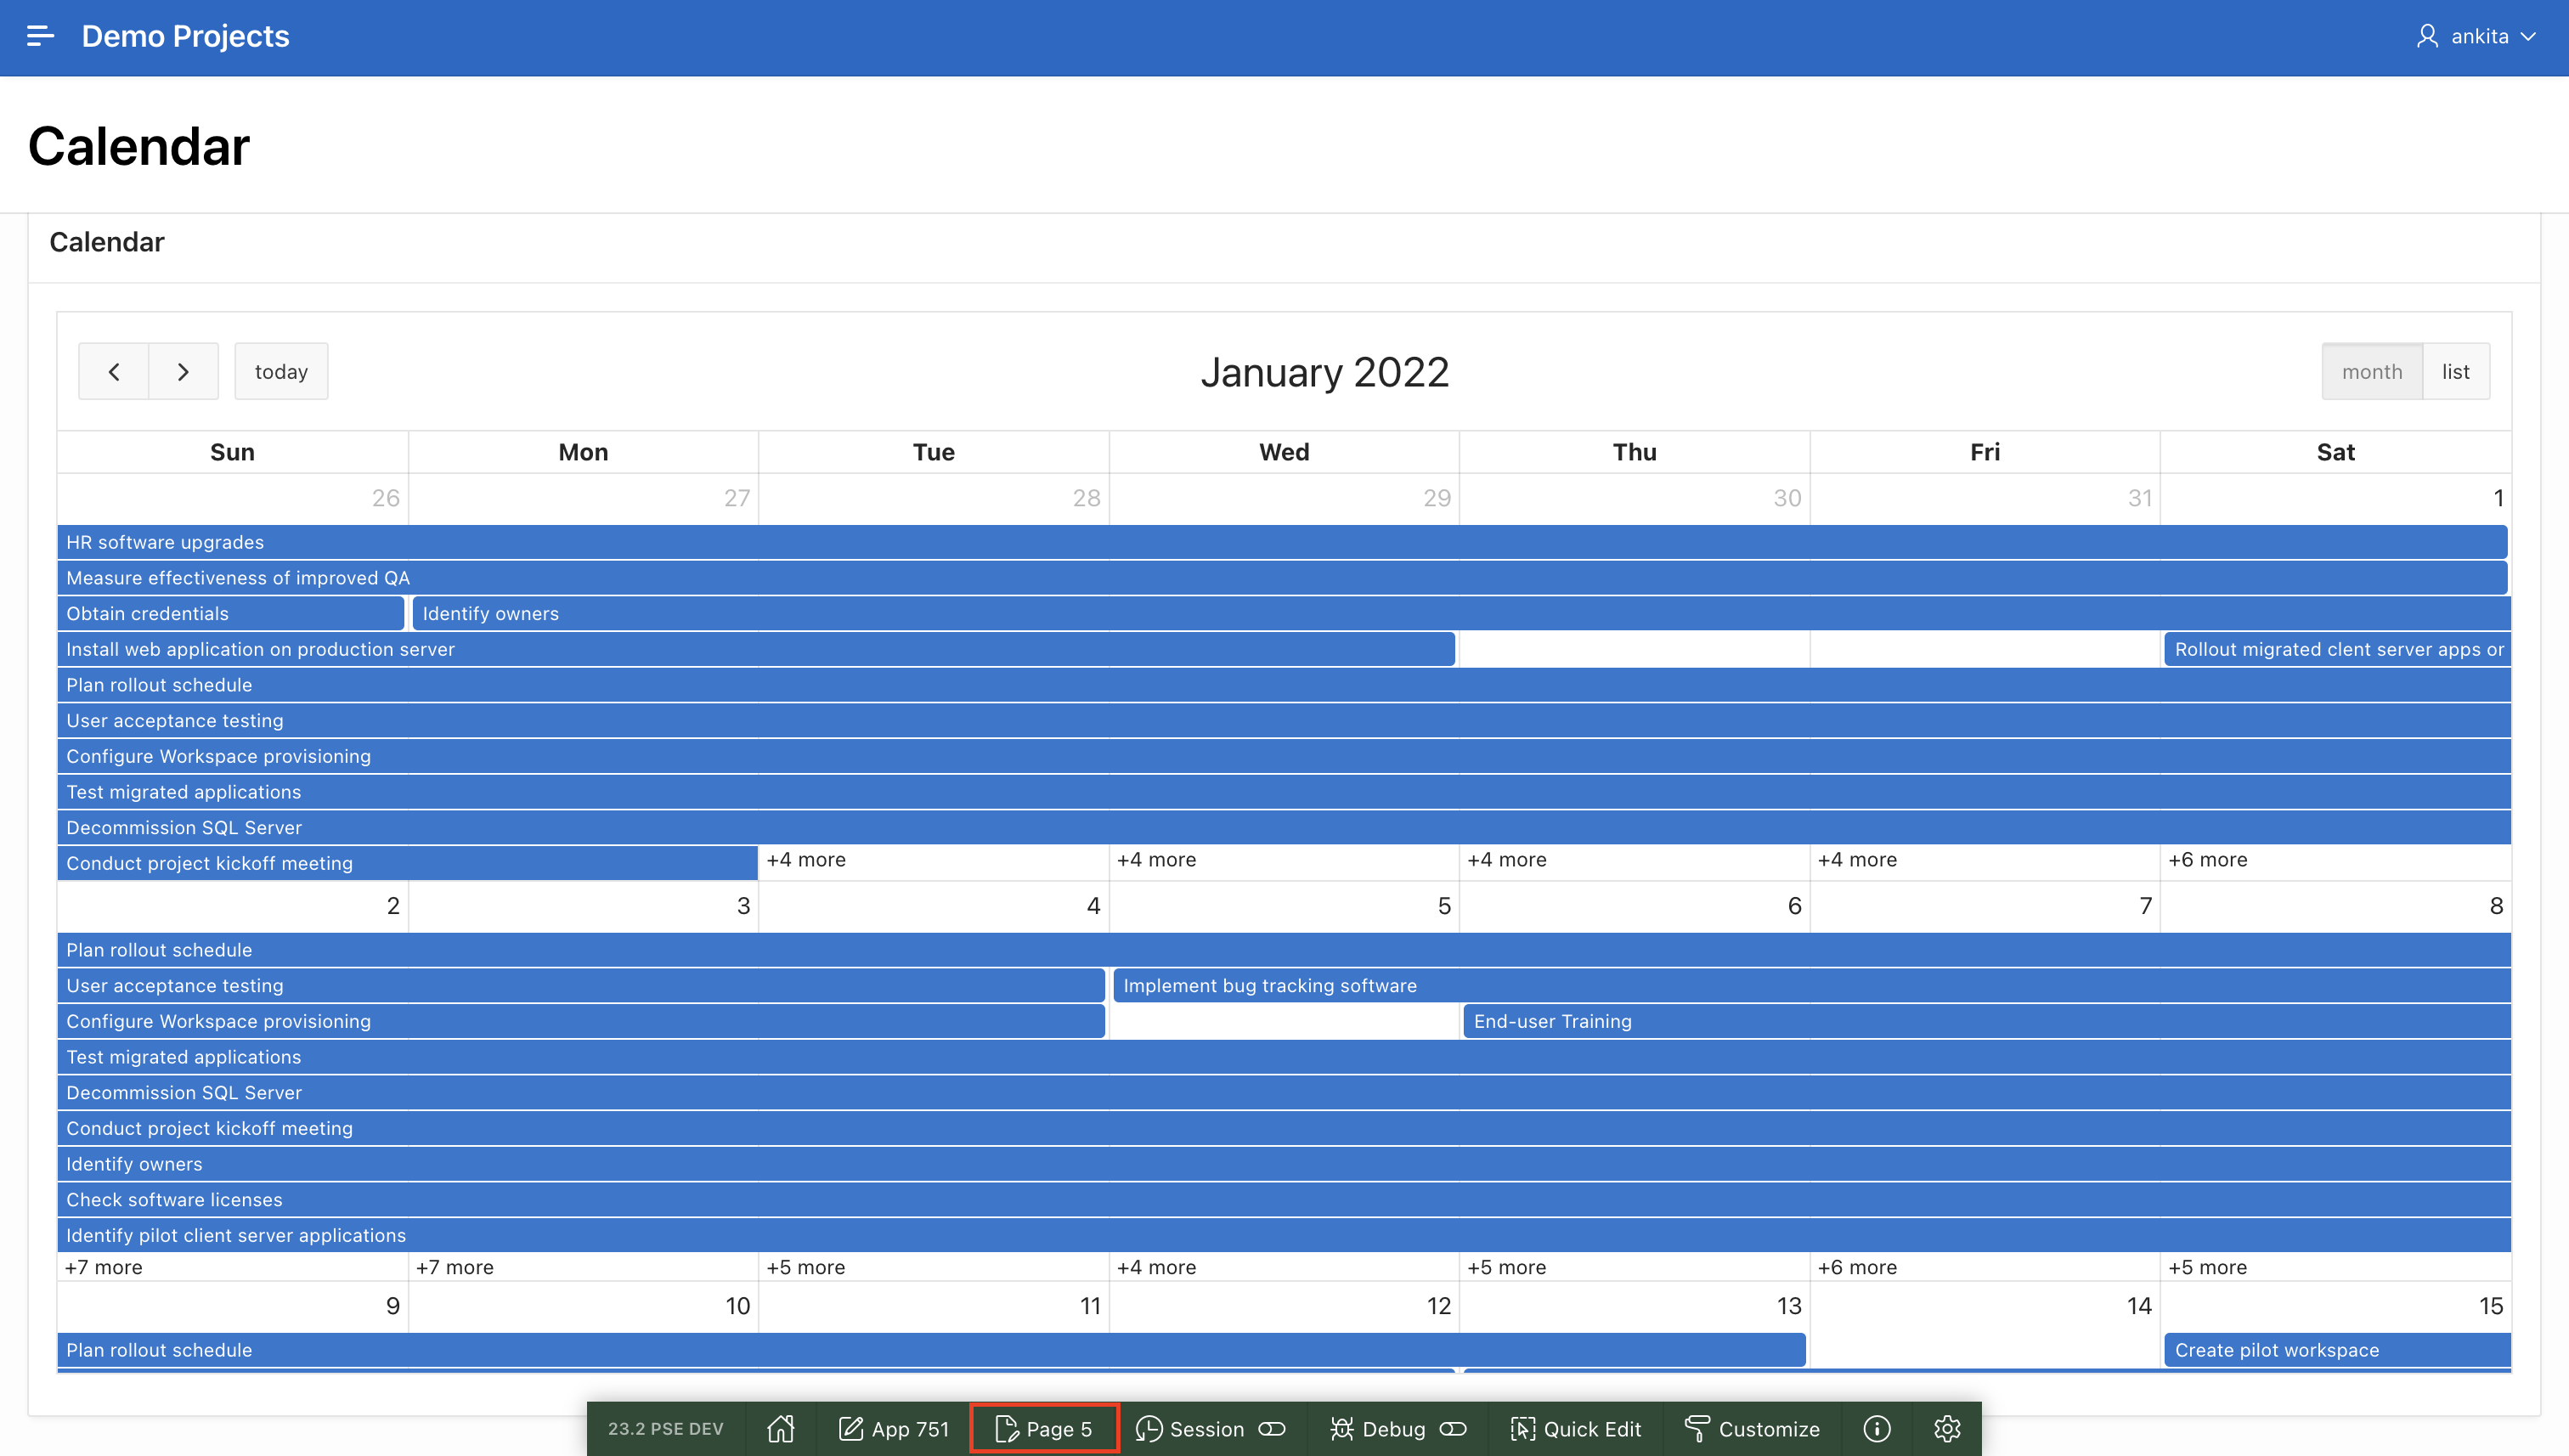 Demo Projects
ankita
Calendar
Calendar
today
January 2022
month list
Sun Mon Tue Wed Thu Fri Sat
26 27 28 29 30 31 1
HR software upgrades
Measure effectiveness of improved QA
Obtain credentials Identify owners
Install web application on production server Rollout migrated clent server apps or
Plan rollout schedule
User acceptance testing
Configure Workspace provisioning
Test migrated applications
Decommission SQL Server
Conduct project kickoff meeting +4 more +4 more +4 more +4 more +6 more
2 3 4 5 6 7 8
Plan rollout schedule
User acceptance testing Implement bug tracking software
Configure Workspace provisioning End-user Training
Test migrated applications
Decommission SQL Server
Conduct project kickoff meeting
Identify owners
Check software licenses
Identify pilot client server applications
+7 more +7 more +5 more +4 more +5 more +6 more +5 more
9 10 11 12 13 14 15
Plan rollout schedule Create pilot workspace
23.2 PSE DEV App 751 Page 5 Session Debug Quick Edit Customize